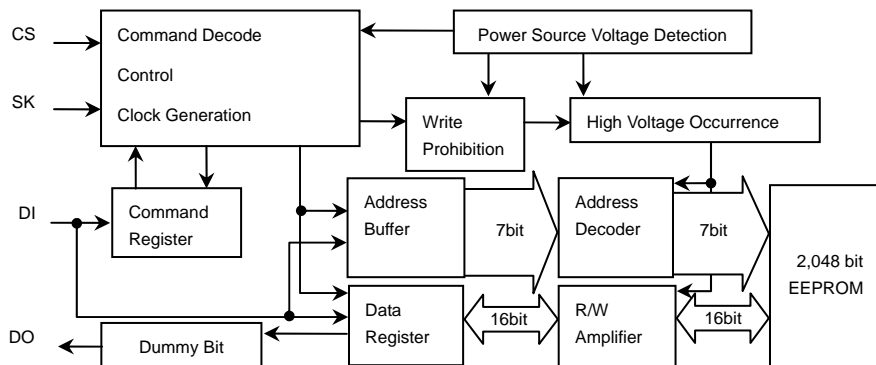 CS
Command Decode
Control
Clock Generation
Power Source Voltage Detection
SK
Write
Prohibition
High Voltage Occurrence
DI
Command
Register
Address
Buffer
7bit
Address
Decoder
7bit
2,048 bit
EEPROM
Data
Register
16bit
R/W
Amplifier
16bit
DO
Dummy Bit